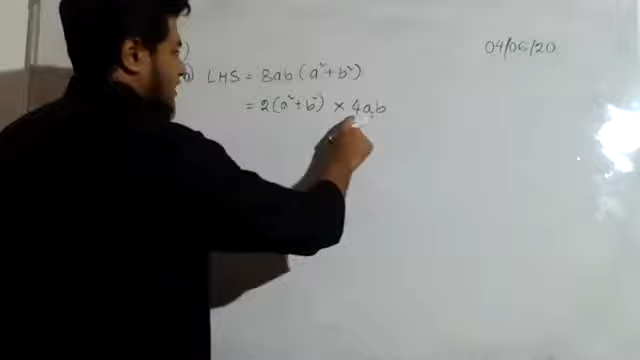 04/06/20
LHS = 8ab (a² + b²)
= 2(a² + b²) × 4ab